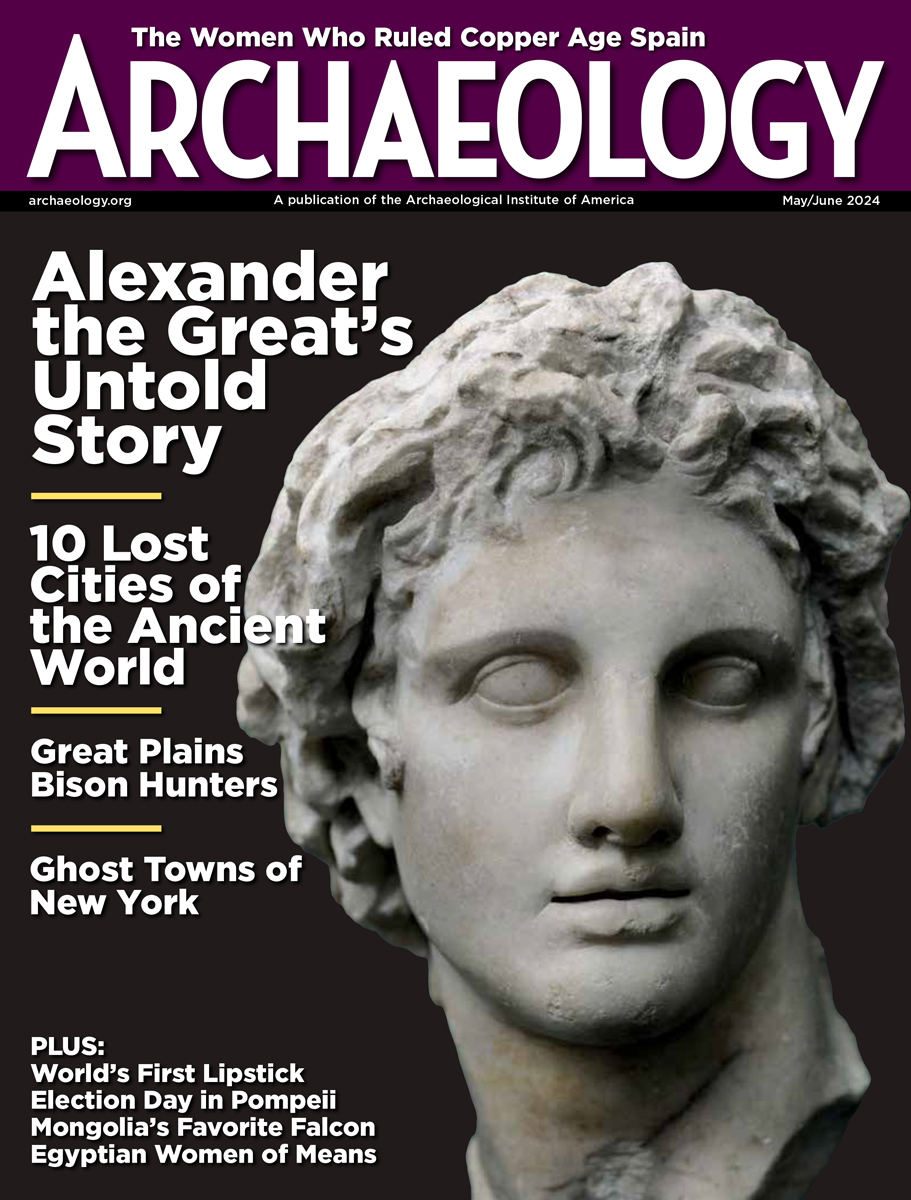 The Women Who Ruled Copper Age Spain
ARCHAEOLOGY
archaeology.org
A publication of the Archaeological Institute of America
May/June 2024
Alexander
the Great’s
Untold
Story
10 Lost
Cities of
the Ancient
World
Great Plains
Bison Hunters
Ghost Towns of
New York
PLUS:
World’s First Lipstick
Election Day in Pompeii
Mongolia’s Favorite Falcon
Egyptian Women of Means